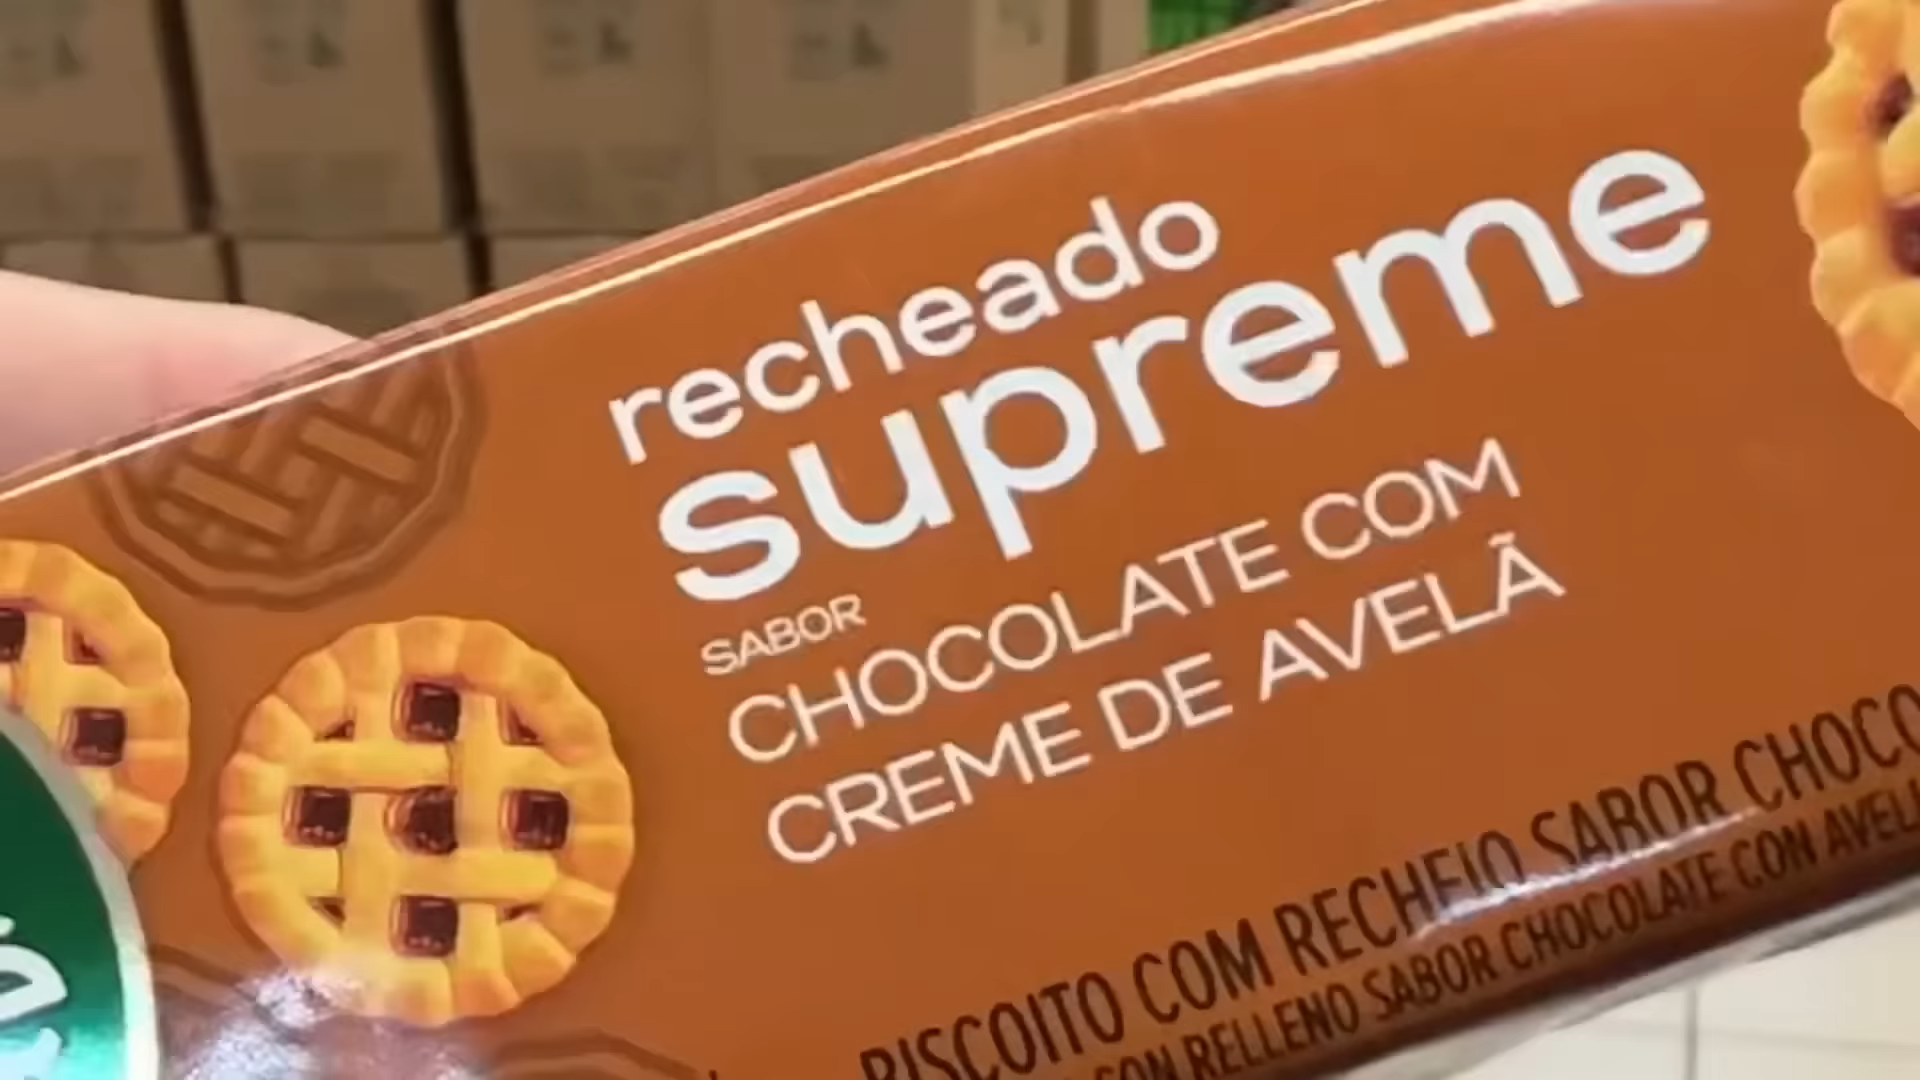 recheado
supreme
SABOR
CHOCOLATE COM
CREME DE AVELÃ
BISCOITO COM RECHEIO SABOR
CON RELLENO SABOR CHOCOLATE CON